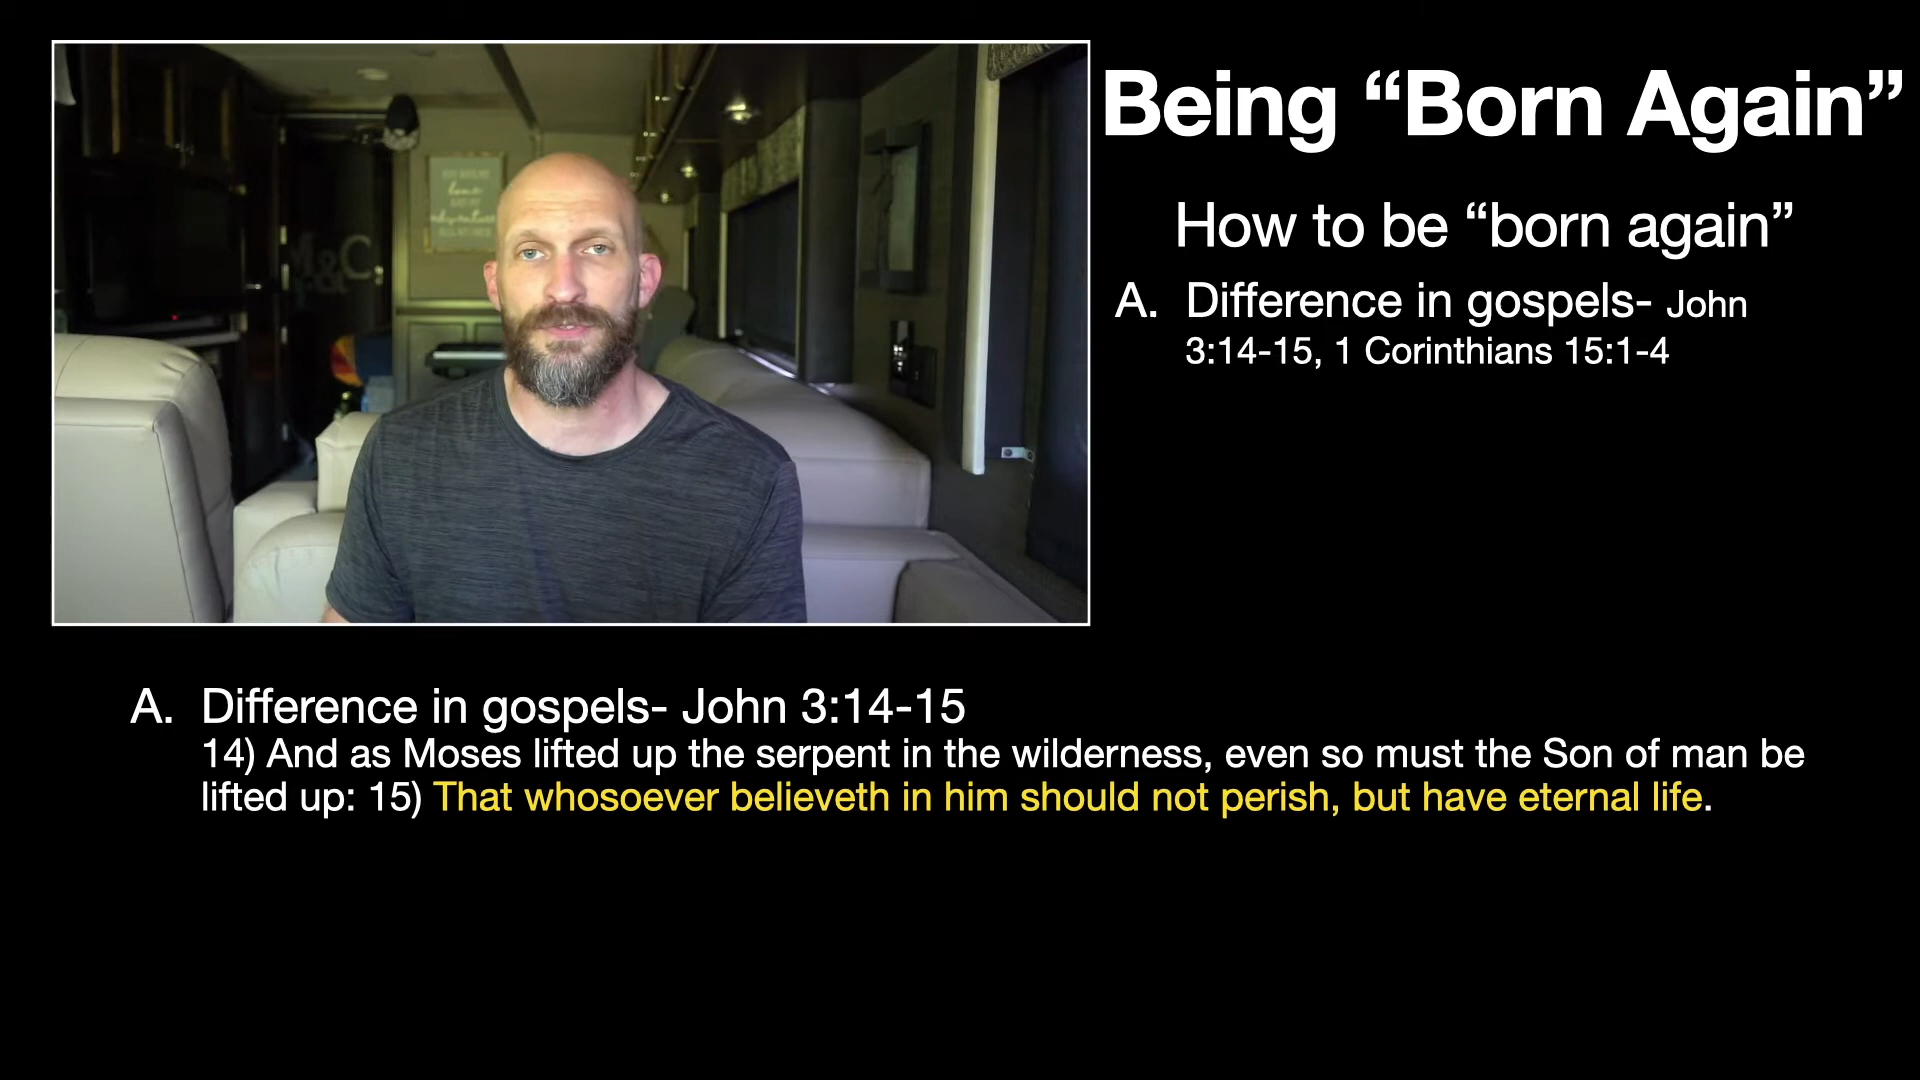 Being “Born Again”
How to be “born again”
A. Difference in gospels- John
3:14-15, 1 Corinthians 15:1-4
M&C
A. Difference in gospels- John 3:14-15
14) And as Moses lifted up the serpent in the wilderness, even so must the Son of man be
lifted up: 15) That whosoever believeth in him should not perish, but have eternal life.